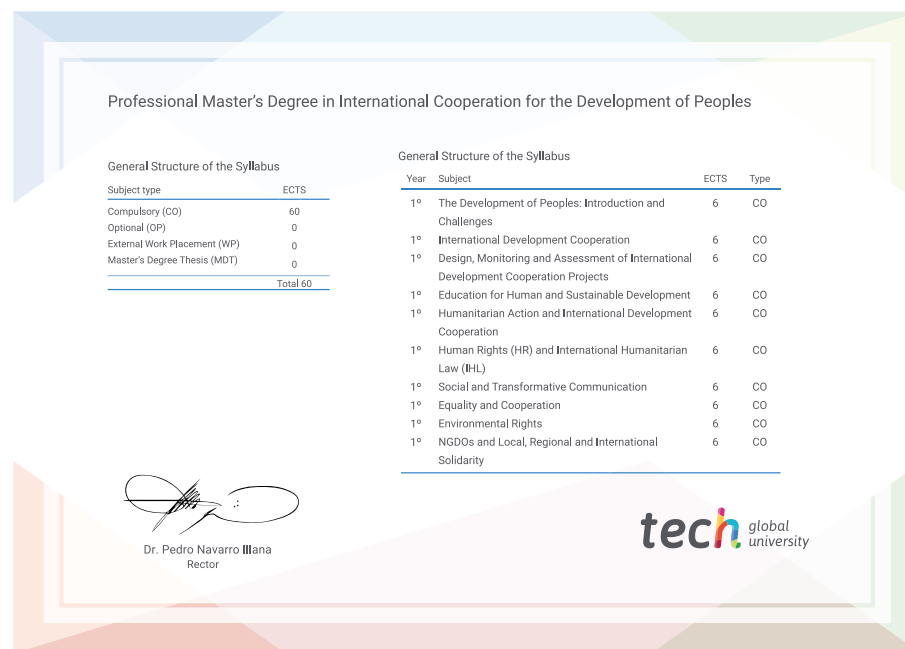 Professional Master's Degree in International Cooperation for the Development of Peoples
General Structure of the Syllabus
Subject type ECTS
Compulsory (CO) 60
Optional (OP) 0
External Work Placement (WP) 0
Master's Degree Thesis (MDT) 0
Total 60
General Structure of the Syllabus
Year Subject ECTS Type
1º The Development of Peoples: Introduction and 6 CO
Challenges
1º International Development Cooperation 6 CO
1º Design, Monitoring and Assessment of International 6 CO
Development Cooperation Projects
1º Education for Human and Sustainable Development 6 CO
1º Humanitarian Action and International Development 6 CO
Cooperation
1º Human Rights (HR) and International Humanitarian 6 CO
Law (IHL)
1º Social and Transformative Communication 6 CO
1º Equality and Cooperation 6 CO
1º Environmental Rights 6 CO
1º NGDOs and Local, Regional and International 6 CO
Solidarity
Dr. Pedro Navarro Illana
Rector
tech global
university